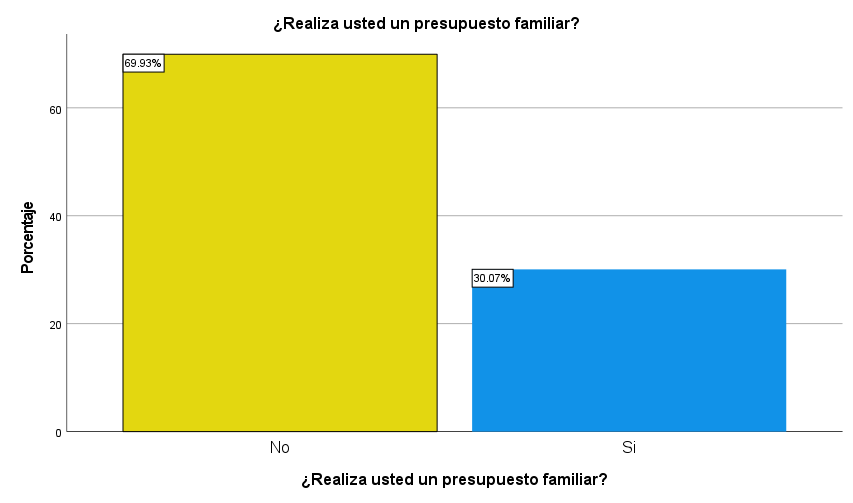 ¿Realiza usted un presupuesto familiar?
69.93%
60
40
30.07%
20
0
Porcentaje
No
Si
¿Realiza usted un presupuesto familiar?